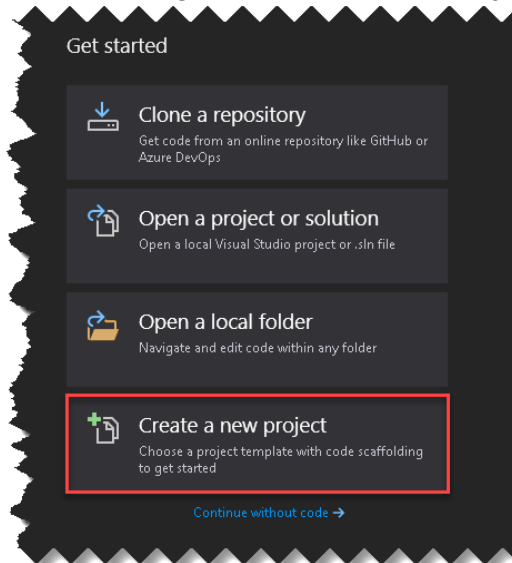 Get started
Clone a repository
Get code from an online repository like GitHub or
Azure DevOps
Open a project or solution
Open a local Visual Studio project or .sln file
Open a local folder
Navigate and edit code within any folder
Create a new project
Choose a project template with code scaffolding
to get started
Continue without code →